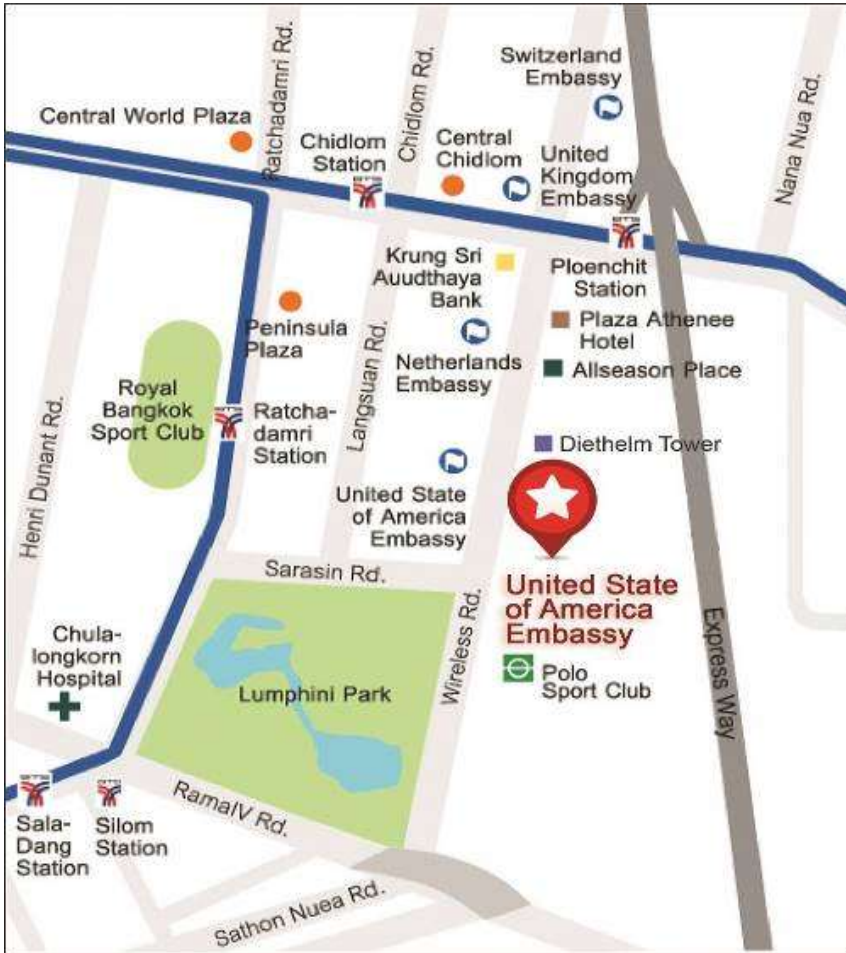 Switzerland
Embassy
Central World Plaza
Ratchadamri Rd.
Chidlom
Station
Chidlom Rd.
Central
Chidlom
United
Kingdom
Embassy
Nana Nua Rd.
Krung Sri
Auudthaya
Bank
Ploenchit
Station
Peninsula
Plaza
Plaza Athenee
Hotel
Netherlands
Embassy
Allseason Place
Royal
Bangkok
Sport Club
Ratcha-
damri
Station
Langsuan Rd.
Henri Dunant Rd.
Diethelm Tower
United State
of America
Embassy
Sarasin Rd.
United State
of America
Embassy
Wireless Rd.
Express Way
Chula-
longkorn
Hospital
Lumphini Park
Polo
Sport Club
RamaIV Rd.
Sala-
Dang
Station
Silom
Station
Sathon Nuea Rd.